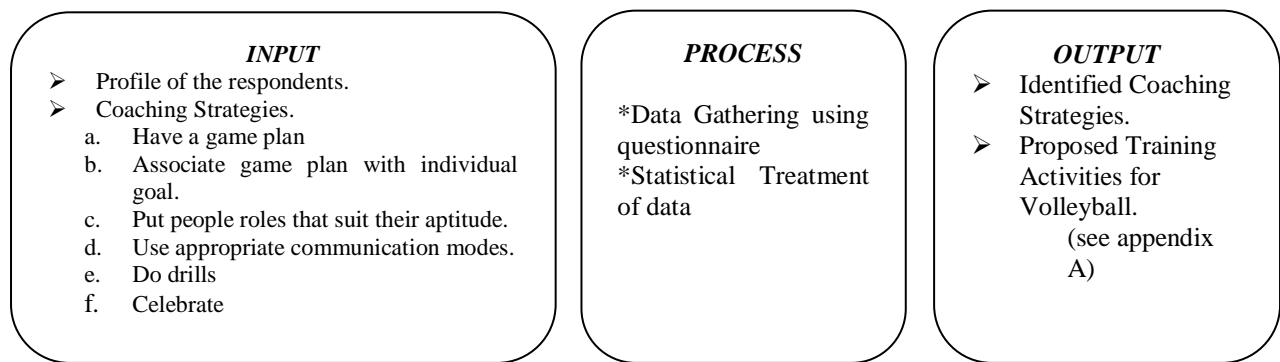 INPUT
➢ Profile of the respondents.
➢ Coaching Strategies.
a. Have a game plan
b. Associate game plan with individual
goal.
c. Put people roles that suit their aptitude.
d. Use appropriate communication modes.
e. Do drills
f. Celebrate
PROCESS
*Data Gathering using
questionnaire
*Statistical Treatment
of data
OUTPUT
➢ Identified Coaching
Strategies.
➢ Proposed Training
Activities for
Volleyball.
(see appendix
A)